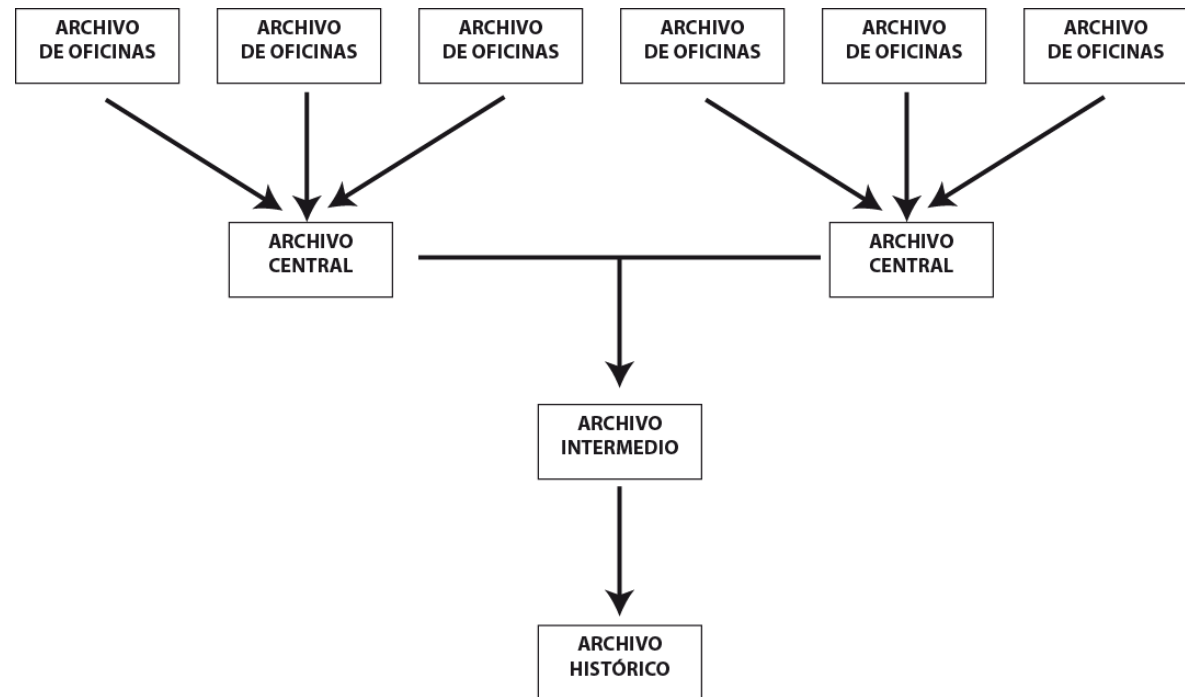 ARCHIVO
DE OFICINAS
ARCHIVO
DE OFICINAS
ARCHIVO
DE OFICINAS
ARCHIVO
DE OFICINAS
ARCHIVO
DE OFICINAS
ARCHIVO
DE OFICINAS
ARCHIVO
CENTRAL
ARCHIVO
CENTRAL
ARCHIVO
INTERMEDIO
ARCHIVO
HISTÓRICO